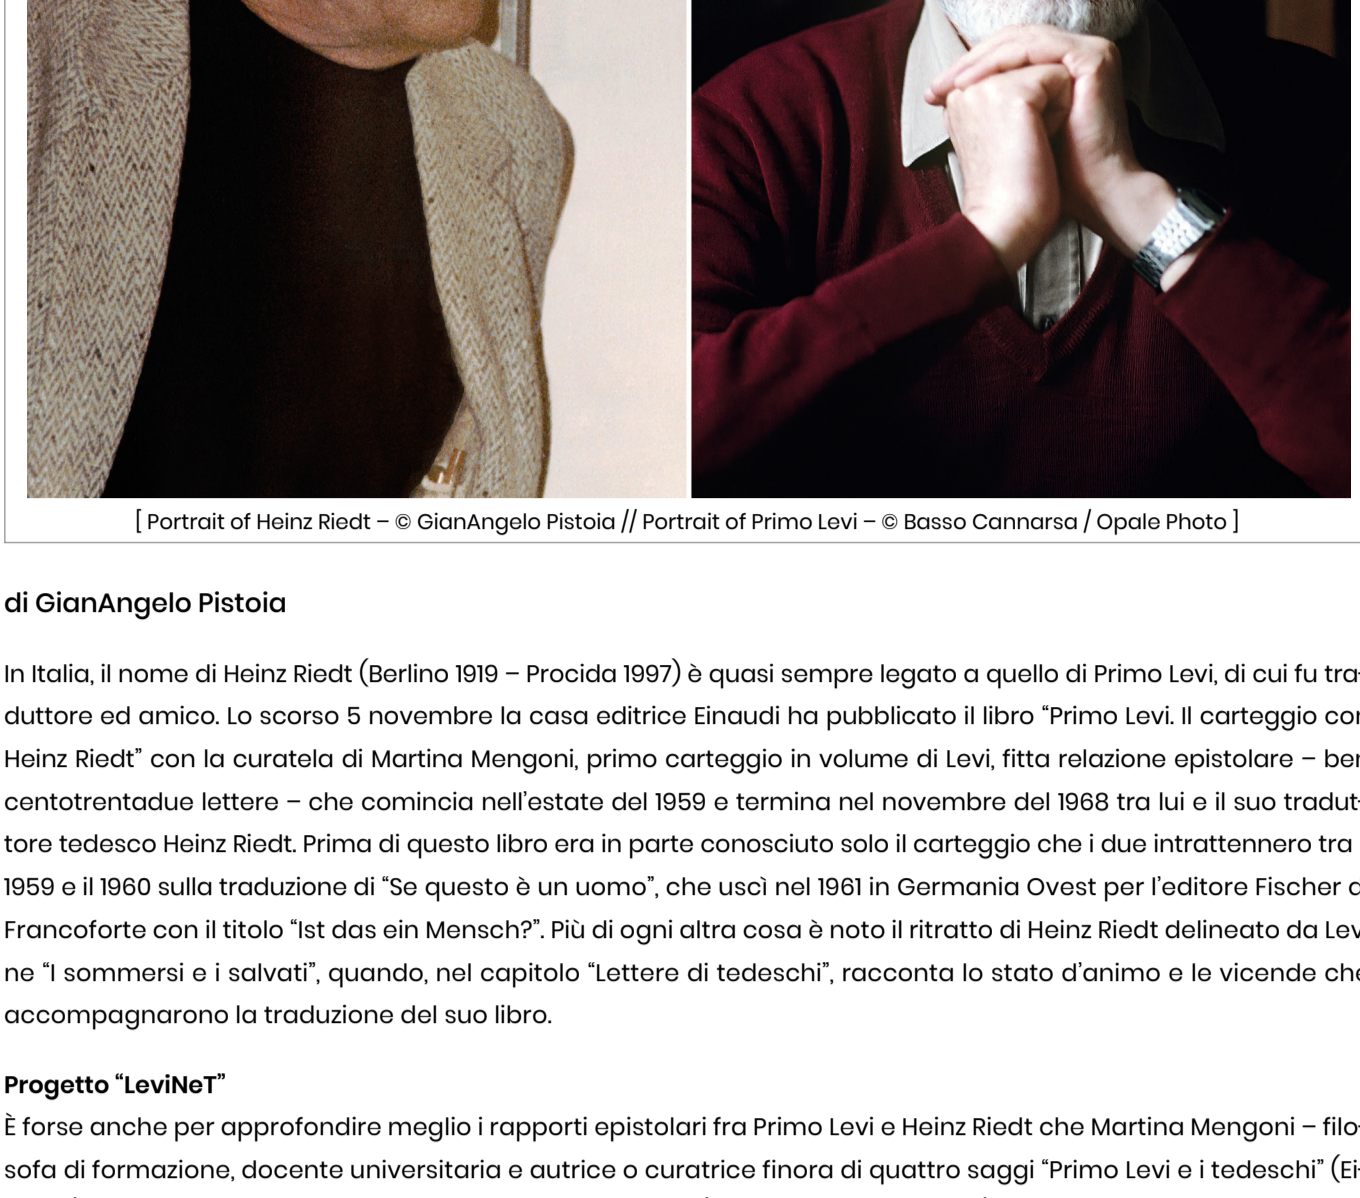 [ Portrait of Heinz Riedt – © GianAngelo Pistoia // Portrait of Primo Levi – © Basso Cannarsa / Opale Photo ]
di GianAngelo Pistoia
In Italia, il nome di Heinz Riedt (Berlino 1919 – Procida 1997) è quasi sempre legato a quello di Primo Levi, di cui fu tra-
duttore ed amico. Lo scorso 5 novembre la casa editrice Einaudi ha pubblicato il libro “Primo Levi. Il carteggio con
Heinz Riedt” con la curatela di Martina Mengoni, primo carteggio in volume di Levi, fitta relazione epistolare – ben
centotrentadue lettere – che comincia nell’estate del 1959 e termina nel novembre del 1968 tra lui e il suo tradut-
tore tedesco Heinz Riedt. Prima di questo libro era in parte conosciuto solo il carteggio che i due intrattennero tra
1959 e il 1960 sulla traduzione di “Se questo è un uomo”, che uscì nel 1961 in Germania Ovest per l’editore Fischer
Francoforte con il titolo “Ist das ein Mensch?”. Più di ogni altra cosa è noto il ritratto di Heinz Riedt delineato da Lev
ne “I sommersi e i salvati”, quando, nel capitolo “Lettere di tedeschi”, racconta lo stato d’animo e le vicende che
accompagnarono la traduzione del suo libro.
Progetto “LeviNeT”
È forse anche per approfondire meglio i rapporti epistolari fra Primo Levi e Heinz Riedt che Martina Mengoni – filo-
sofa di formazione, docente universitaria e autrice o curatrice finora di quattro saggi “Primo Levi e i tedeschi” (Ei-